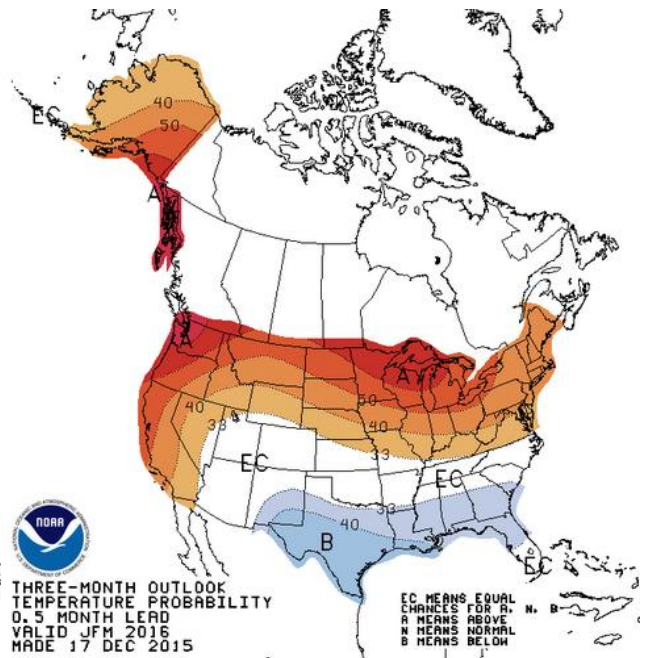 EC
40
50
A
A
A
50
40
33
40
33
EC
EC
33
40
B
EC
NOAA
THREE-MONTH OUTLOOK
TEMPERATURE PROBABILITY
0.5 MONTH LEAD
VALID JFM 2016
MADE 17 DEC 2015
EC MEANS EQUAL
CHANCES FOR A, N, B
A MEANS ABOVE
N MEANS NORMAL
B MEANS BELOW